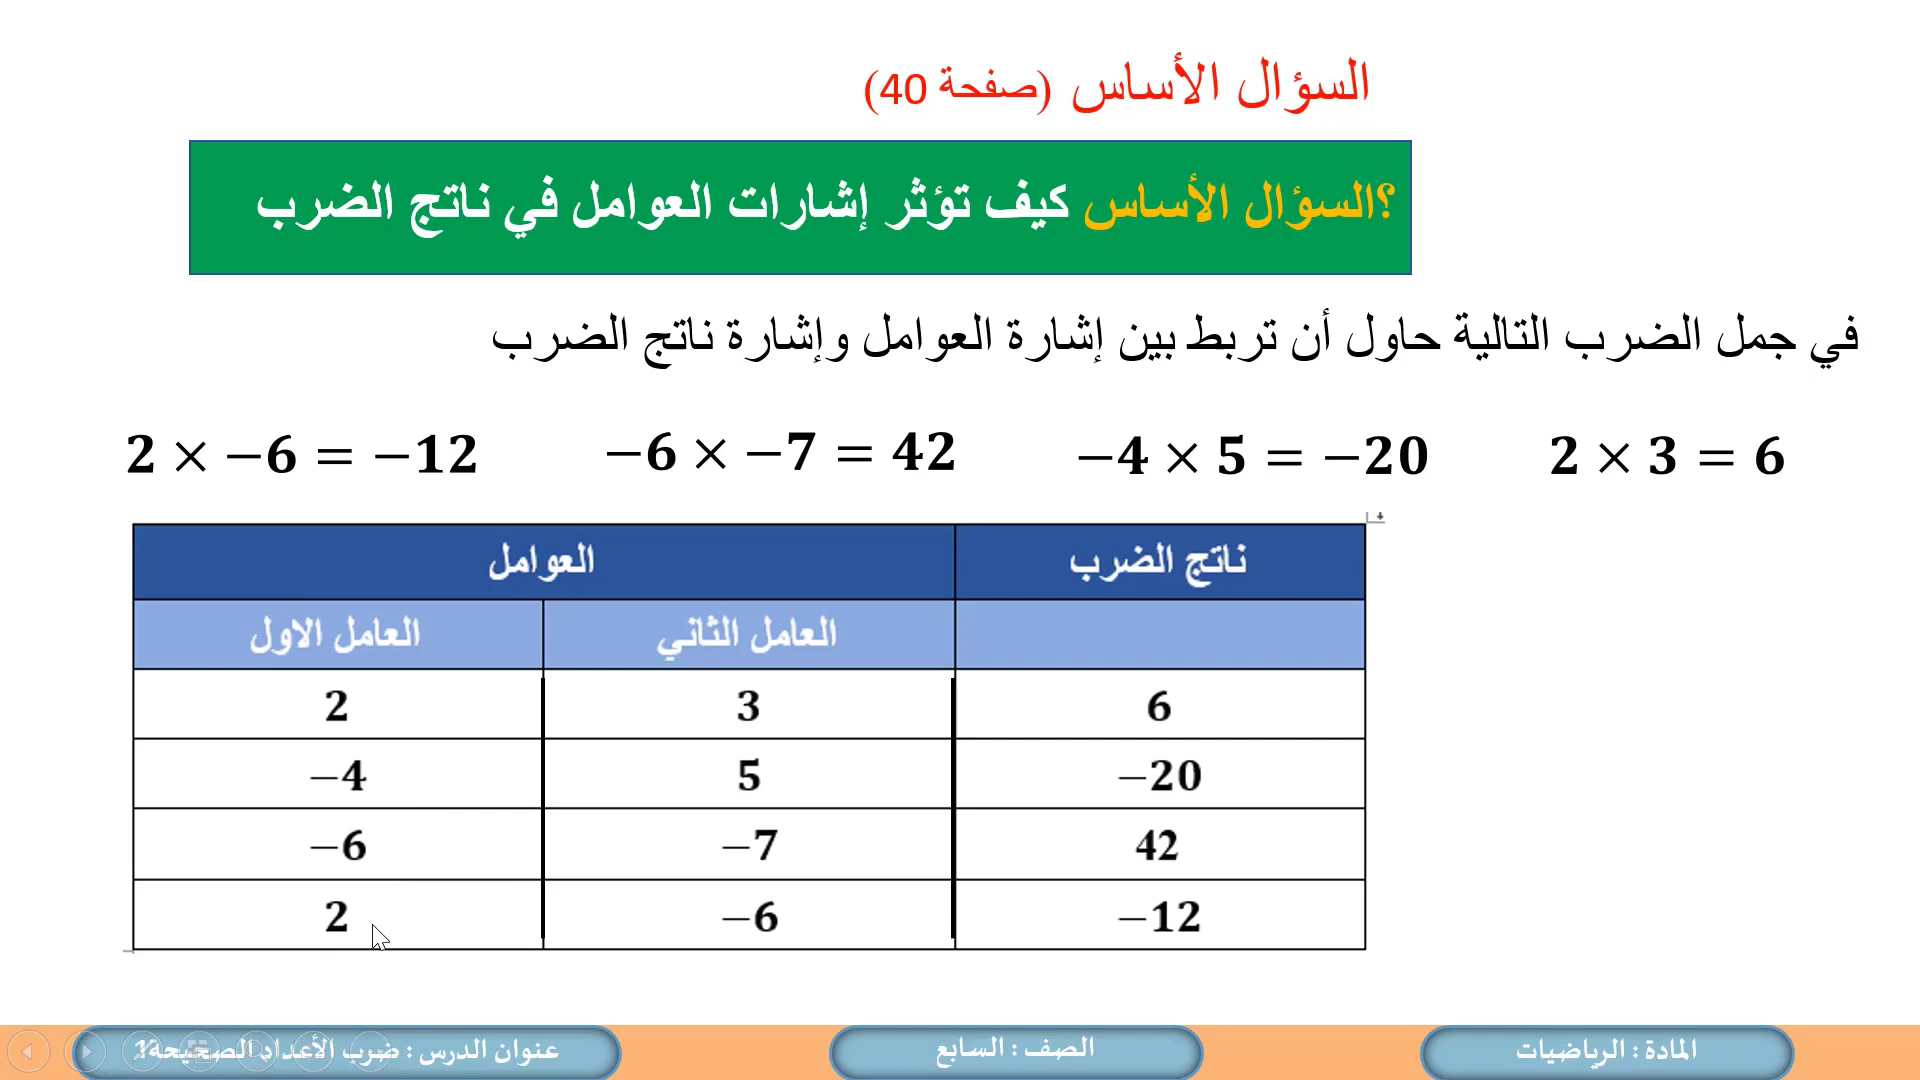 السؤال الأساس (صفحة 40)
؟السؤال الأساس كيف تؤثر إشارات العوامل في ناتج الضرب
في جمل الضرب التالية حاول أن تربط بين إشارة العوامل وإشارة ناتج الضرب
2 × 3 = 6
−4 × 5 = −20
−6 × −7 = 42
2 × −6 = −12
العوامل ناتج الضرب
العامل الاول العامل الثاني
2 3 6
−4 5 −20
−6 −7 42
2 −6 −12
المادة : الرياضيات
الصف : السابع
عنوان الدرس : ضرب الأعداد الصحيحة